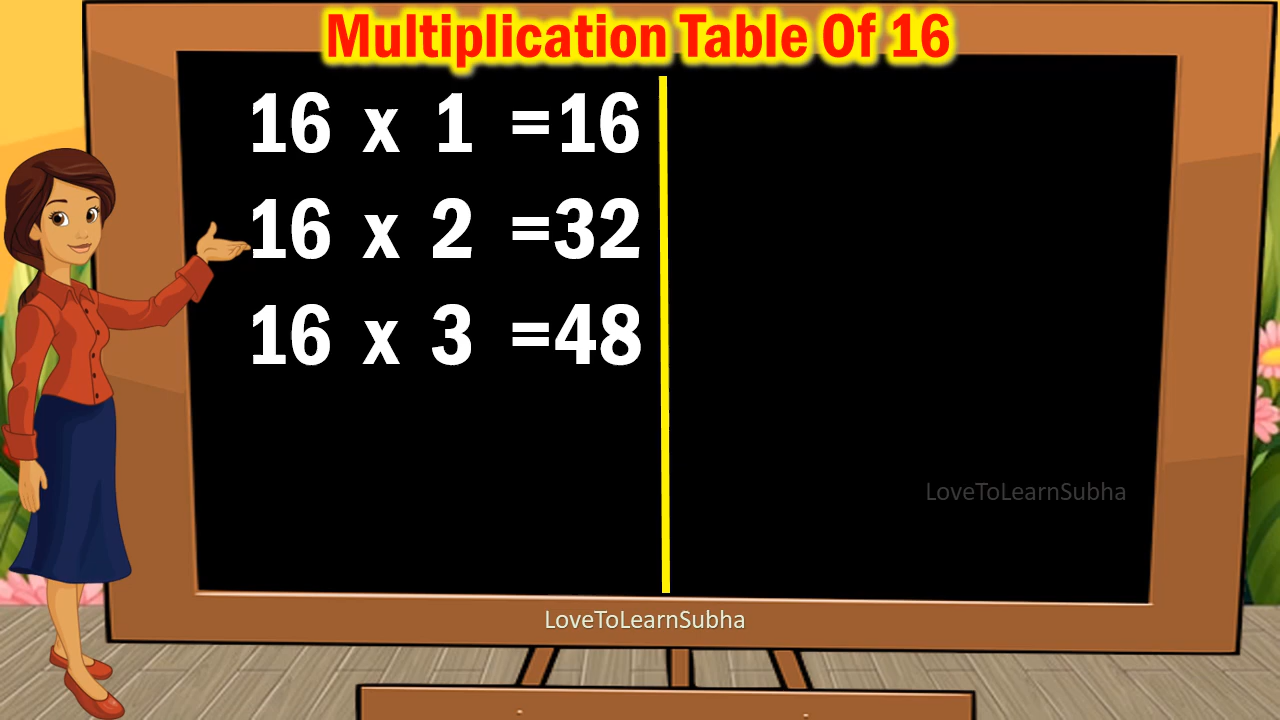 Multiplication Table Of 16
16 x 1 =16
16 x 2 =32
16 x 3 =48
LoveToLearnSubha
LoveToLearnSubha